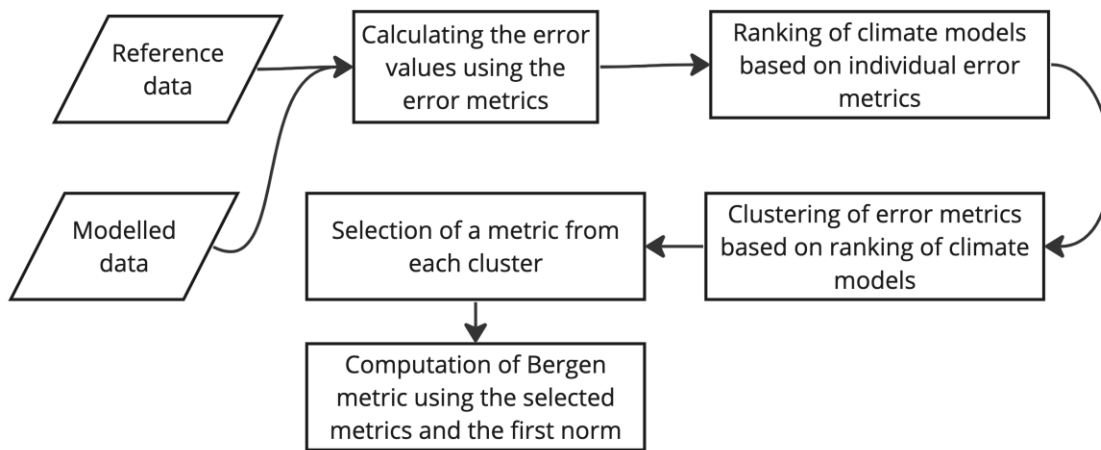 Reference
data
Calculating the error
values using the
error metrics
Ranking of climate models
based on individual error
metrics
Modelled
data
Selection of a metric from
each cluster
Clustering of error metrics
based on ranking of climate
models
Computation of Bergen
metric using the selected
metrics and the first norm